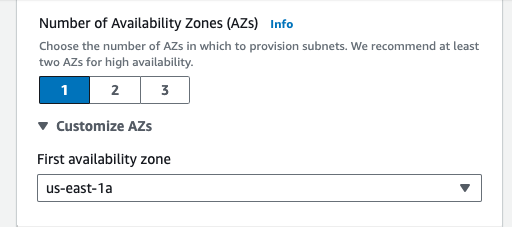 Number of Availability Zones (AZs) Info
Choose the number of AZs in which to provision subnets. We recommend at least
two AZs for high availability.
1 2 3
Customize AZs
First availability zone
us-east-1a